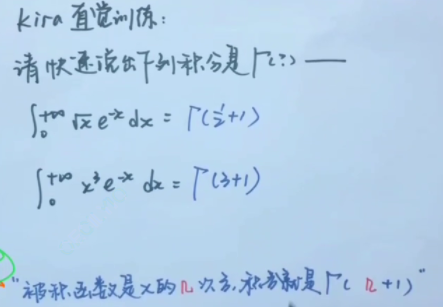 Kira 直觉训练:
请快速说出下列积分是Γ(?)——
∫₀^{+∞} √x e^{-x} dx = Γ(1/2+1)
∫₀^{+∞} x³ e^{-x} dx = Γ(3+1)
"被积函数是x的n次方,积分就是Γ(n+1)"